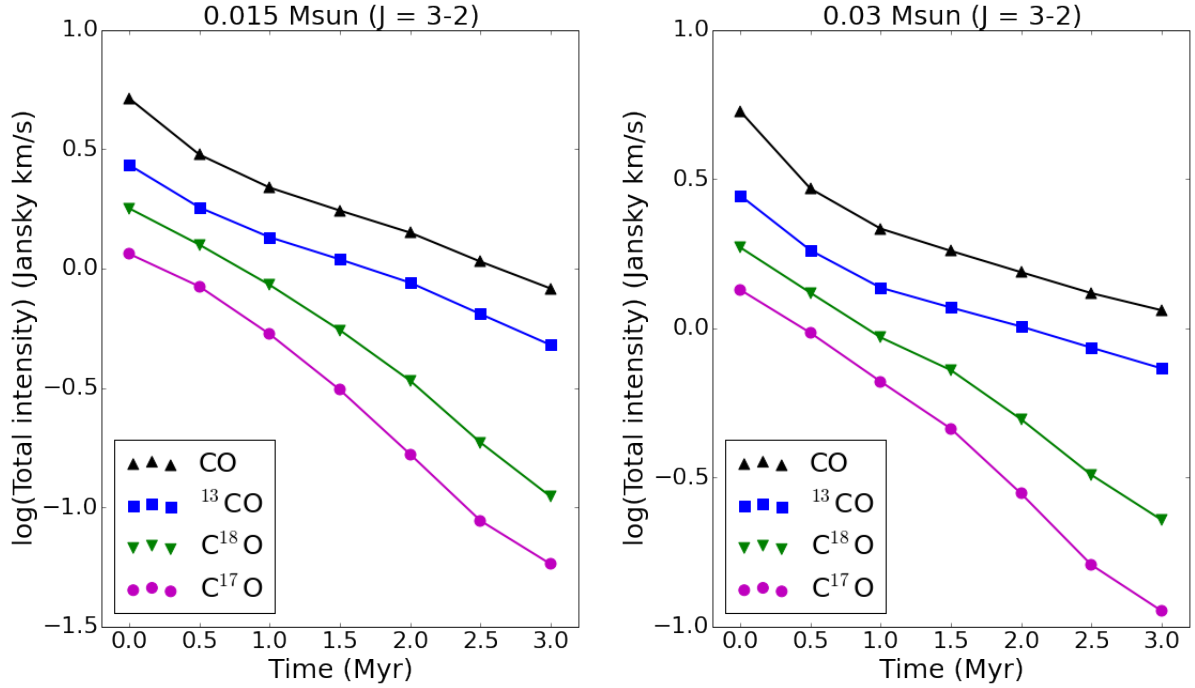 0.015 Msun (J = 3-2)
log(Total intensity) (Jansky km/s)
1.0
0.5
0.0
−0.5
−1.0
−1.5
CO
¹³CO
C¹⁸O
C¹⁷O
0.0 0.5 1.0 1.5 2.0 2.5 3.0
Time (Myr)
0.03 Msun (J = 3-2)
log(Total intensity) (Jansky km/s)
1.0
0.5
0.0
−0.5
−1.0
CO
¹³CO
C¹⁸O
C¹⁷O
0.0 0.5 1.0 1.5 2.0 2.5 3.0
Time (Myr)